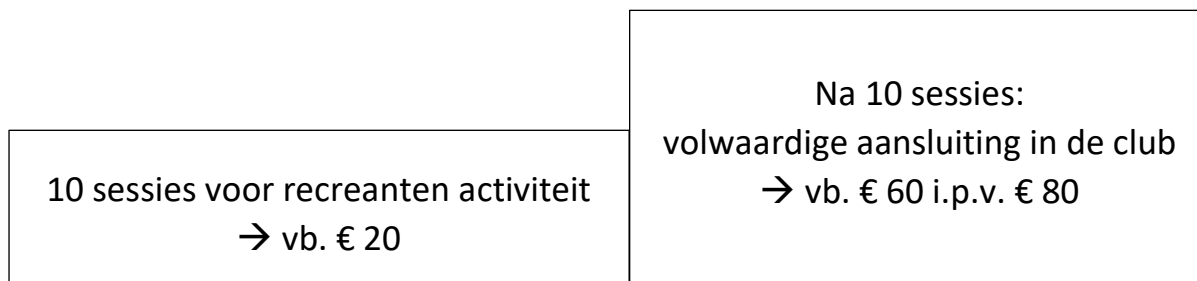 10 sessies voor recreanten activiteit
→ vb. € 20
Na 10 sessies:
volwaardige aansluiting in de club
→ vb. € 60 i.p.v. € 80